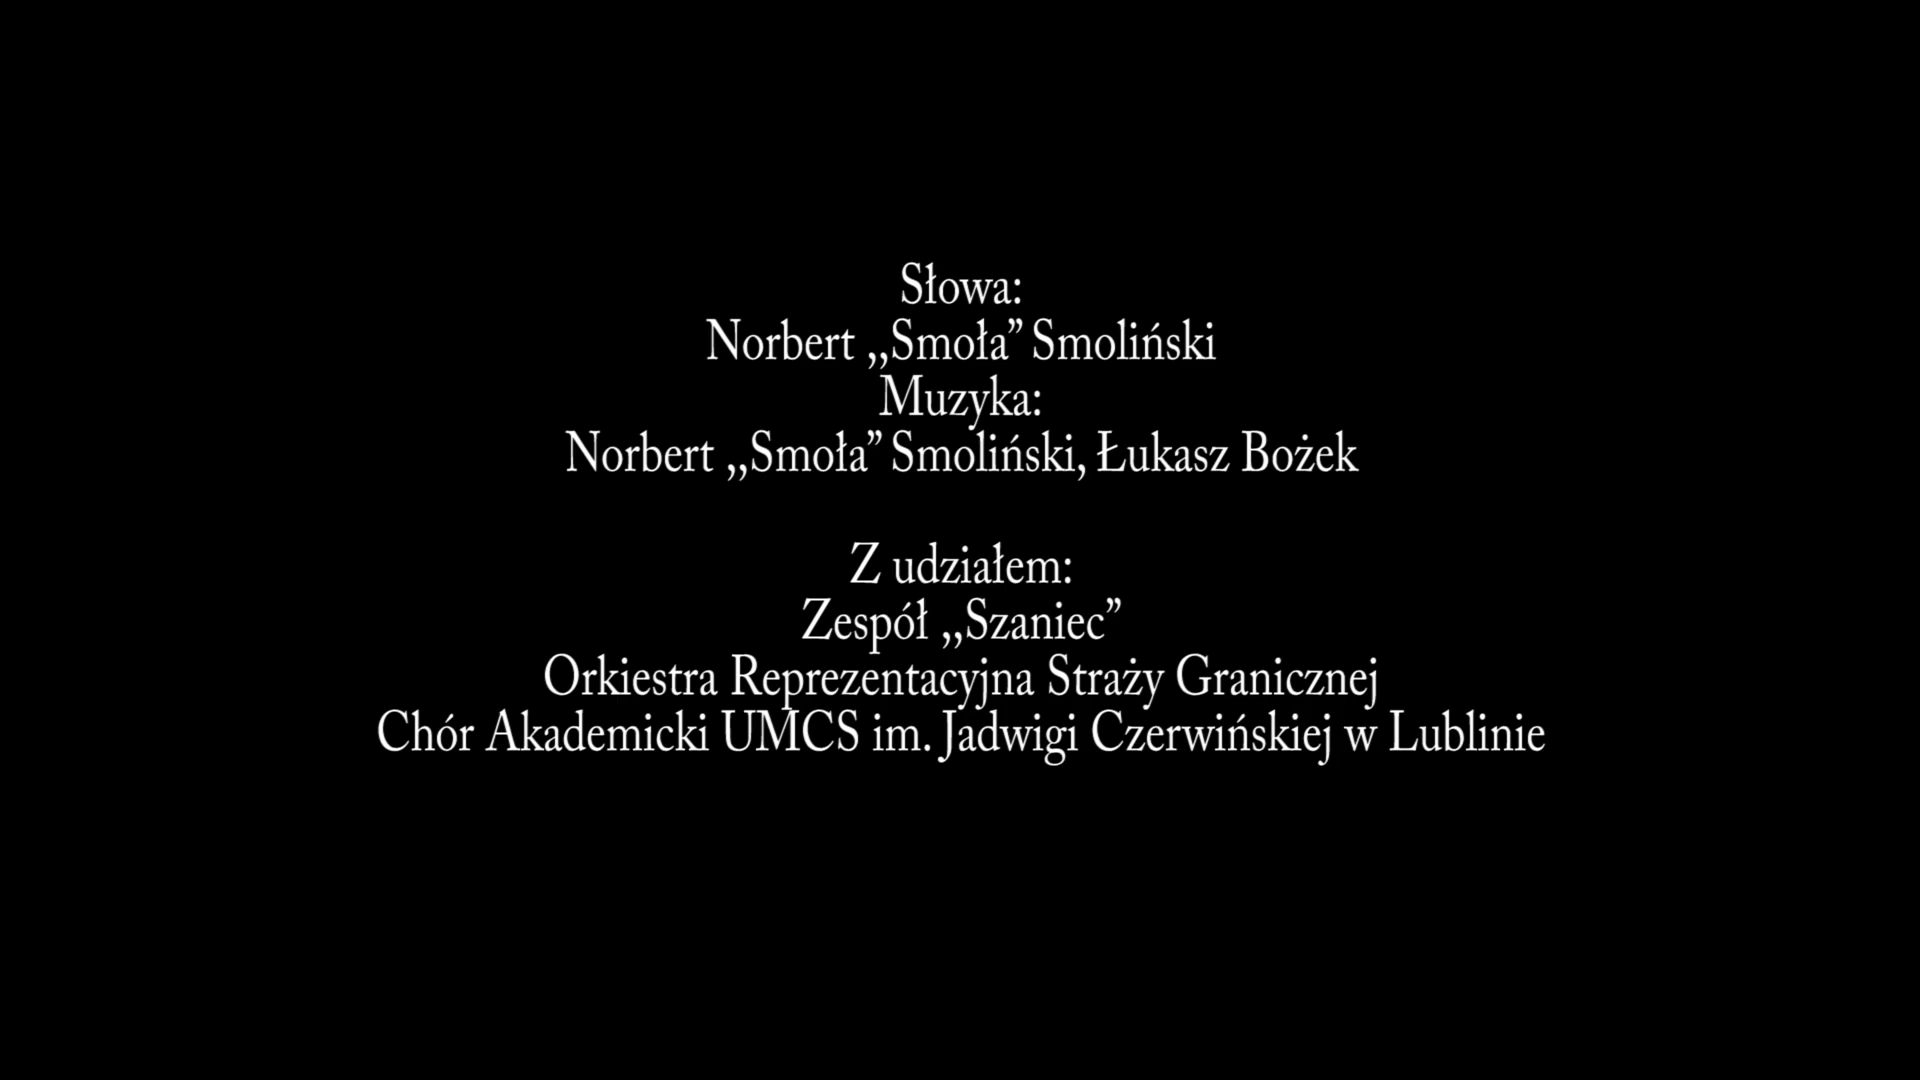 Słowa:
Norbert ,,Smoła” Smoliński
Muzyka:
Norbert ,,Smoła” Smoliński, Łukasz Bożek
Z udziałem:
Zespół ,,Szaniec”
Orkiestra Reprezentacyjna Straży Granicznej
Chór Akademicki UMCS im. Jadwigi Czerwińskiej w Lublinie